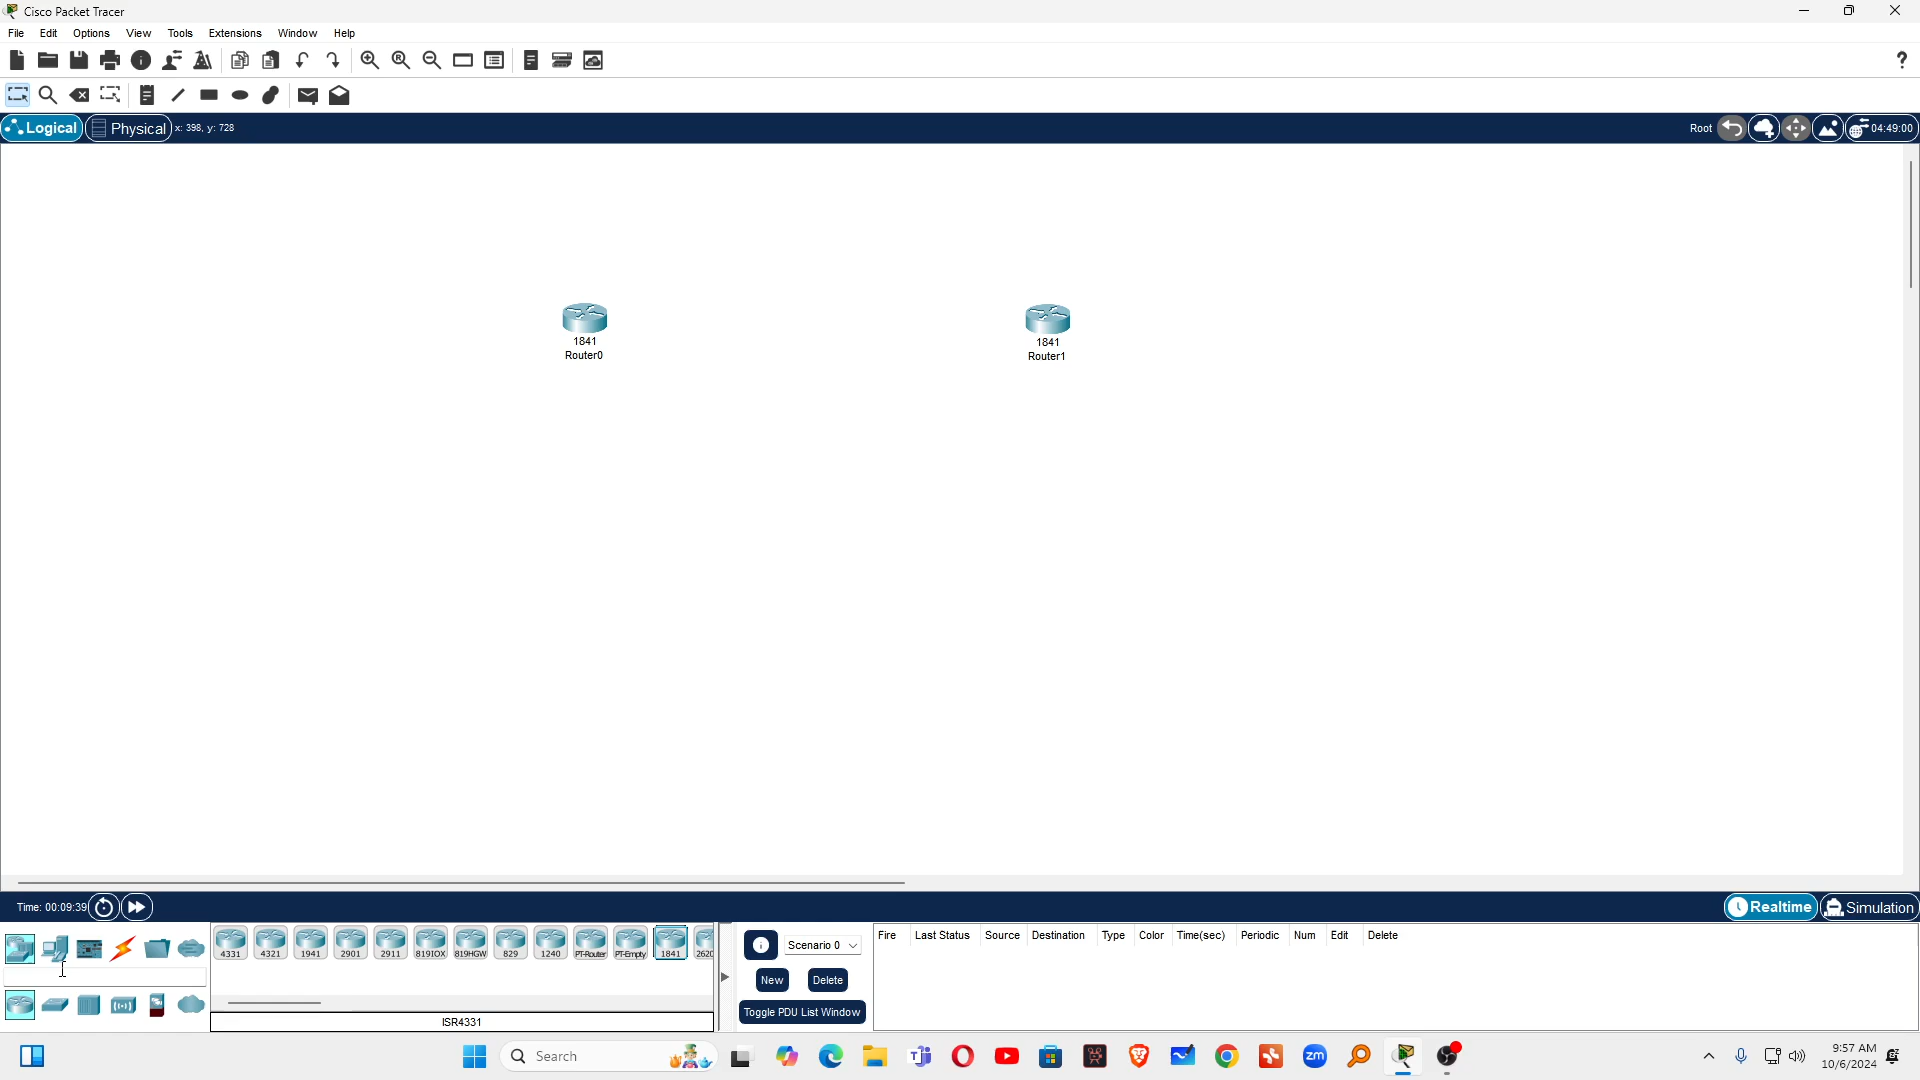 Cisco Packet Tracer
File Edit Options View Tools Extensions Window Help
Logical Physical x: 398, y: 728 Root 04:49:00
1841
Router0
1841
Router1
Time: 00:09:39 Realtime Simulation
4331 4321 1941 2901 2911 819IOX 819HGW 829 1240 PT-Router PT-Empty 1841 2620
ISR4331
Scenario 0
New Delete
Toggle PDU List Window
Fire Last Status Source Destination Type Color Time(sec) Periodic Num Edit Delete
Search
zm
9:57 AM
10/6/2024